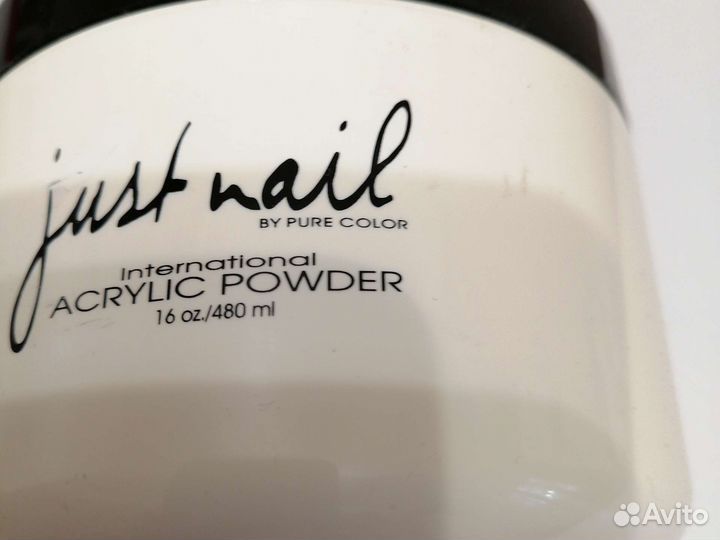 just nail
BY PURE COLOR
International
ACRYLIC POWDER
16 oz./480 ml
Avito